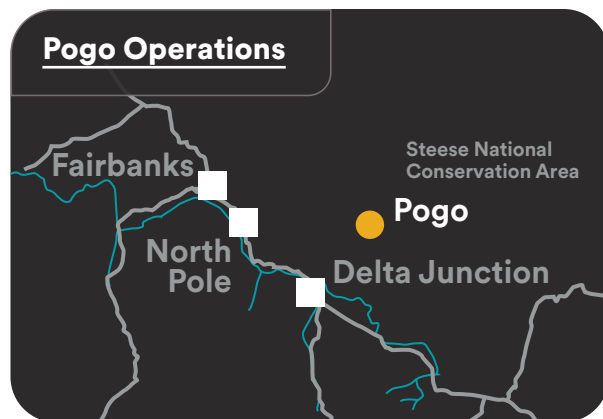 Pogo Operations
Steese National
Conservation Area
Fairbanks
Pogo
North
Pole
Delta Junction